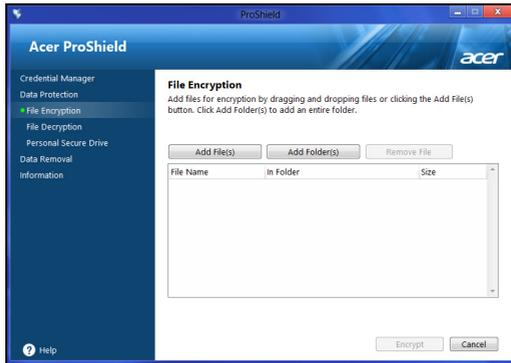 ProShield
Acer ProShield
acer
Credential Manager
Data Protection
File Encryption
File Decryption
Personal Secure Drive
Data Removal
Information
Help
File Encryption
Add files for encryption by dragging and dropping files or clicking the Add File(s)
button. Click Add Folder(s) to add an entire folder.
Add File(s) Add Folder(s) Remove File
File Name In Folder Size
Encrypt Cancel